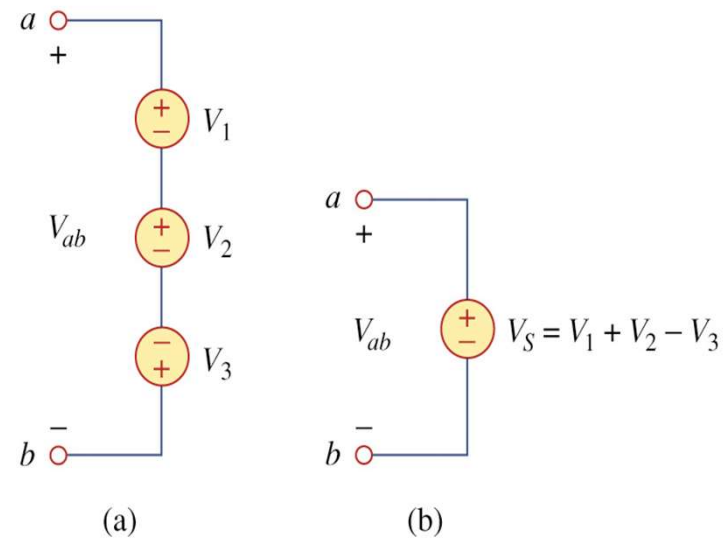 a
+
+
−
V1
Vab
+
−
V2
−
+
V3
−
b
(a)
a
+
Vab
+
−
VS = V1 + V2 − V3
−
b
(b)